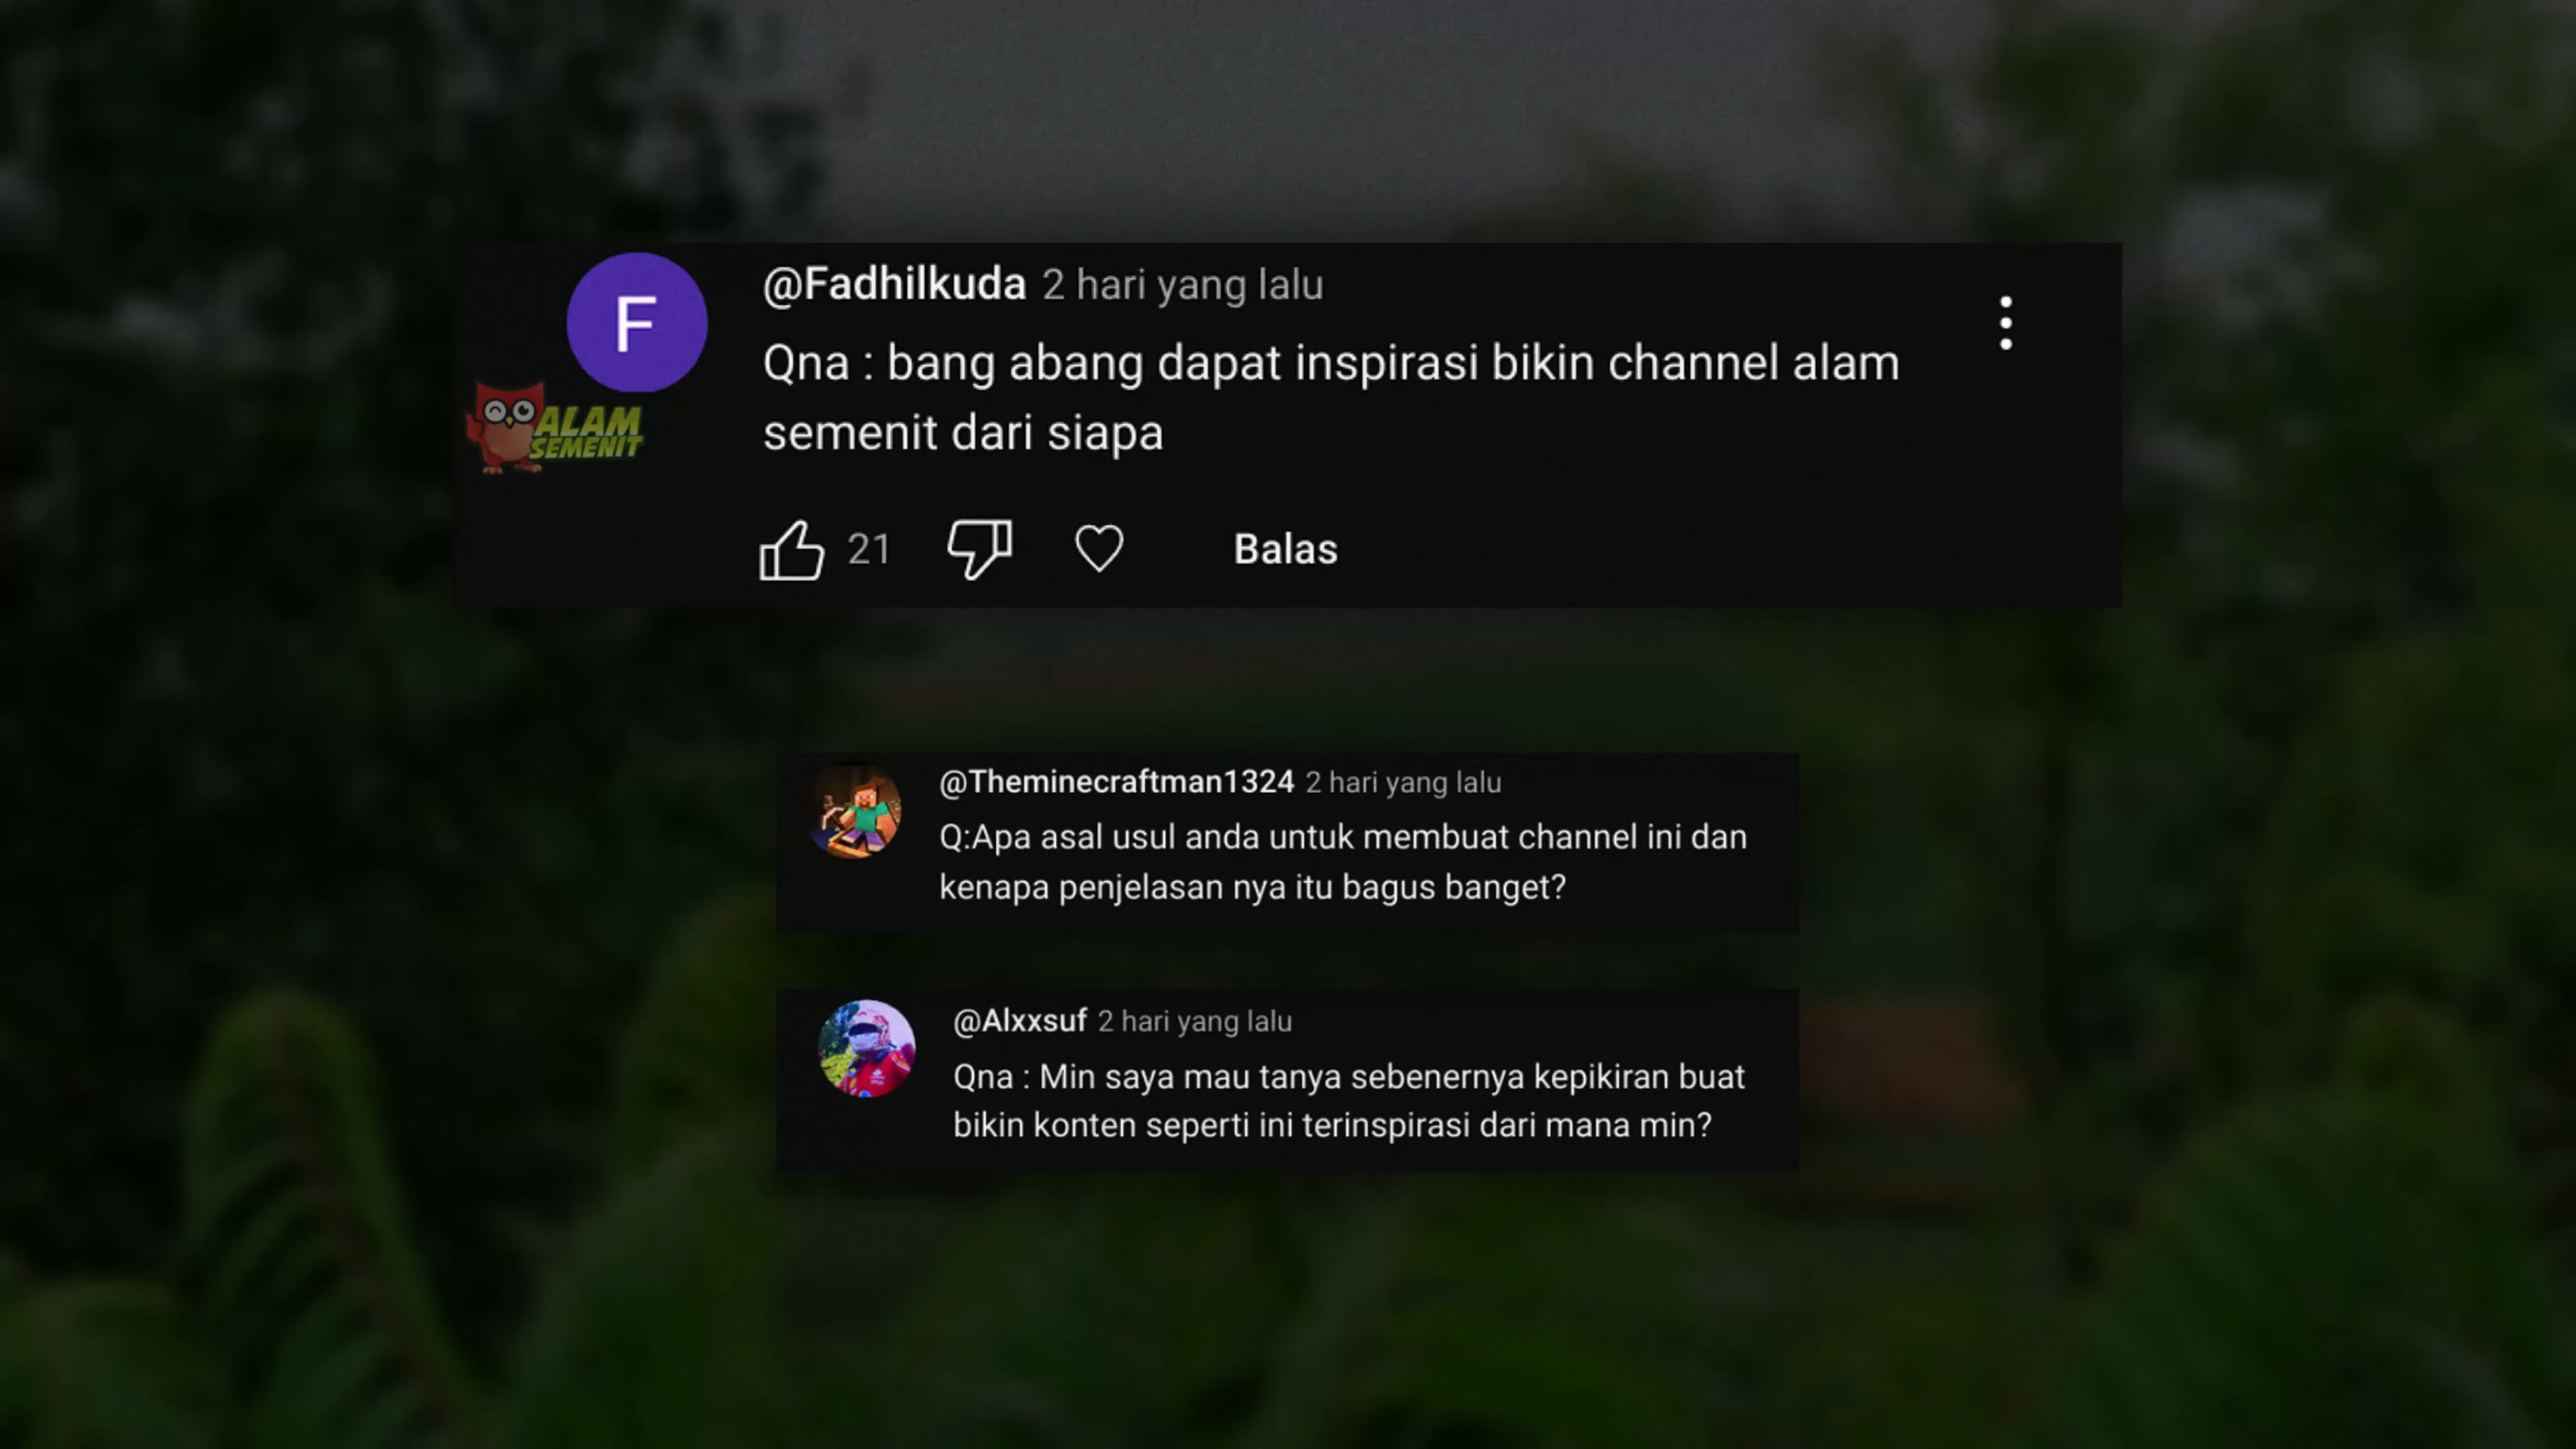 F
@Fadhilkuda 2 hari yang lalu
Qna : bang abang dapat inspirasi bikin channel alam
semenit dari siapa
ALAM
SEMENIT
21
Balas
@Theminecraftman1324 2 hari yang lalu
Q:Apa asal usul anda untuk membuat channel ini dan
kenapa penjelasan nya itu bagus banget?
@Alxxsuf 2 hari yang lalu
Qna : Min saya mau tanya sebenernya kepikiran buat
bikin konten seperti ini terinspirasi dari mana min?